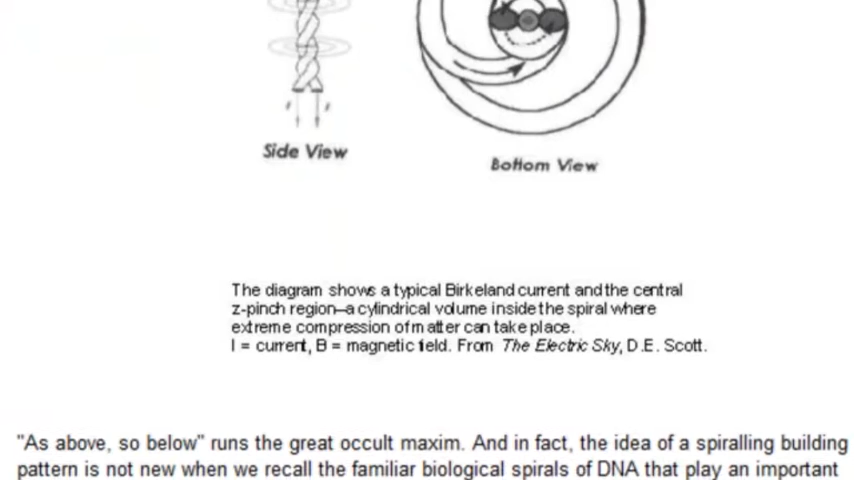 I I
Side View
Bottom View
The diagram shows a typical Birkeland current and the central
z-pinch region—a cylindrical volume inside the spiral where
extreme compression of matter can take place.
I = current, B = magnetic field. From The Electric Sky, D.E. Scott.
"As above, so below" runs the great occult maxim. And in fact, the idea of a spiralling building
pattern is not new when we recall the familiar biological spirals of DNA that play an important